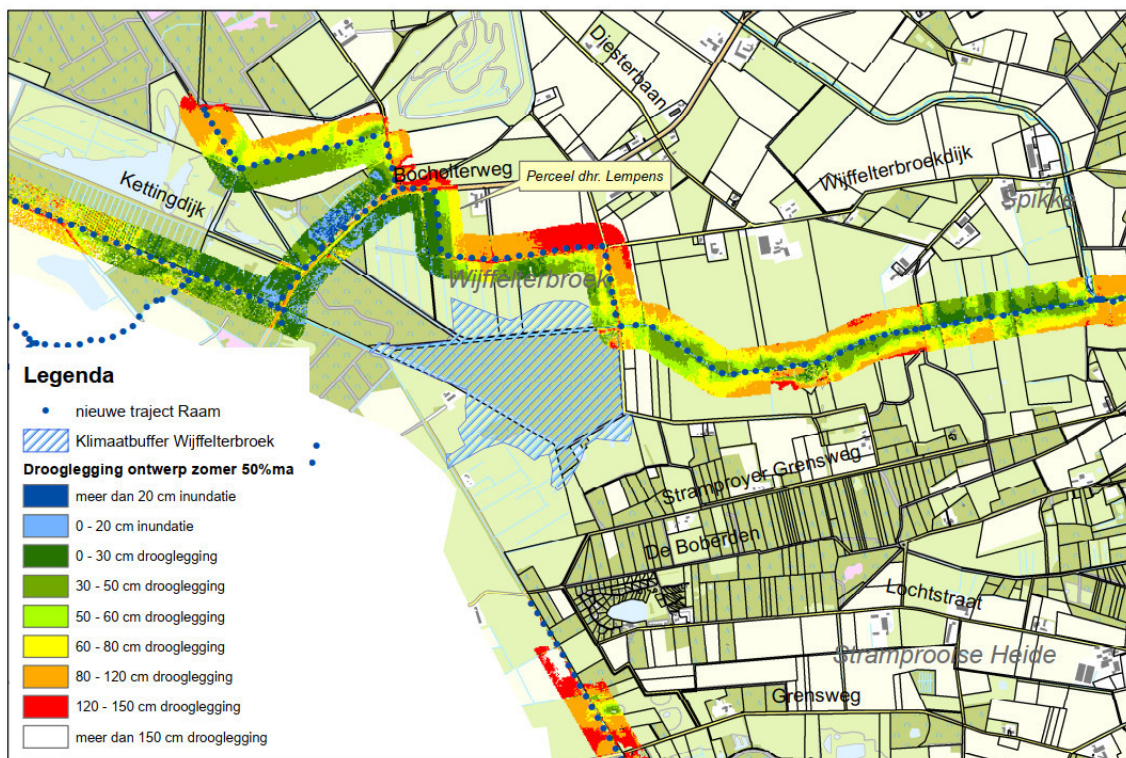 Diesterbaan
Kettingdijk
Bocholterweg
Perceel dhr. Lempens
Wijffelterbroekdijk
Spikke
Wijffelterbroek
Legenda
nieuwe traject Raam
Klimaatbuffer Wijffelterbroek
Drooglegging ontwerp zomer 50%ma
meer dan 20 cm inundatie
0 - 20 cm inundatie
0 - 30 cm drooglegging
30 - 50 cm drooglegging
50 - 60 cm drooglegging
60 - 80 cm drooglegging
80 - 120 cm drooglegging
120 - 150 cm drooglegging
meer dan 150 cm drooglegging
Stramproyer Grensweg
De Boberden
Lochtstraat
Stramprooise Heide
Grensweg